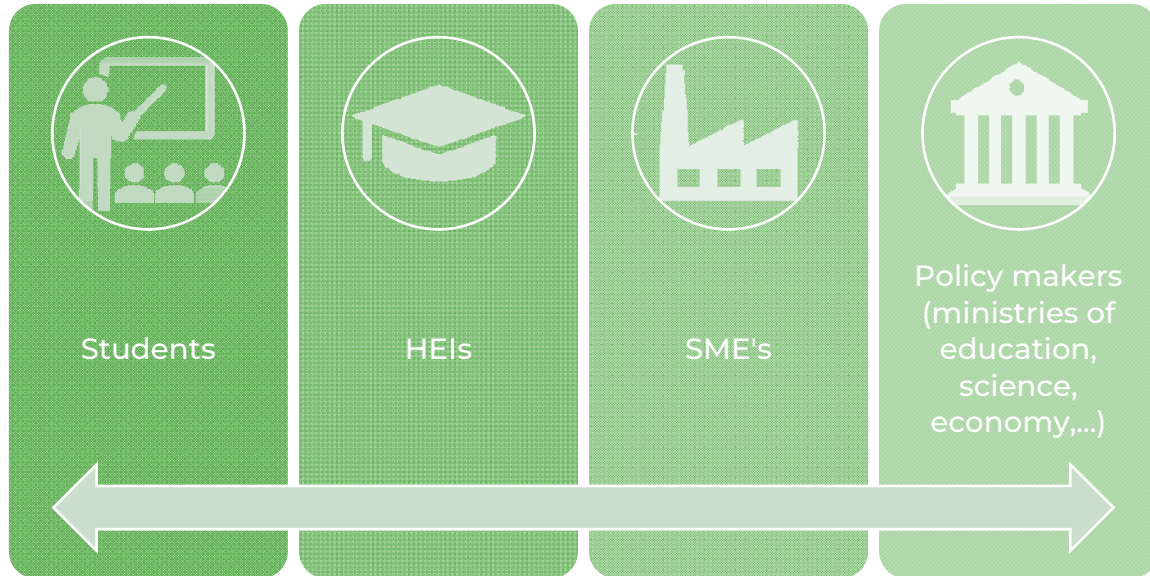 Students
HEIs
SME's
Policy makers
(ministries of
education,
science,
economy,...)